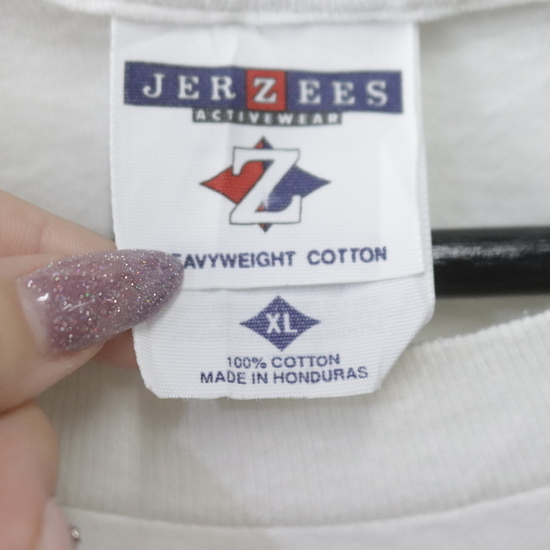 JERZEES
ACTIVEWEAR
Z
EAVYWEIGHT COTTON
XL
100% COTTON
MADE IN HONDURAS